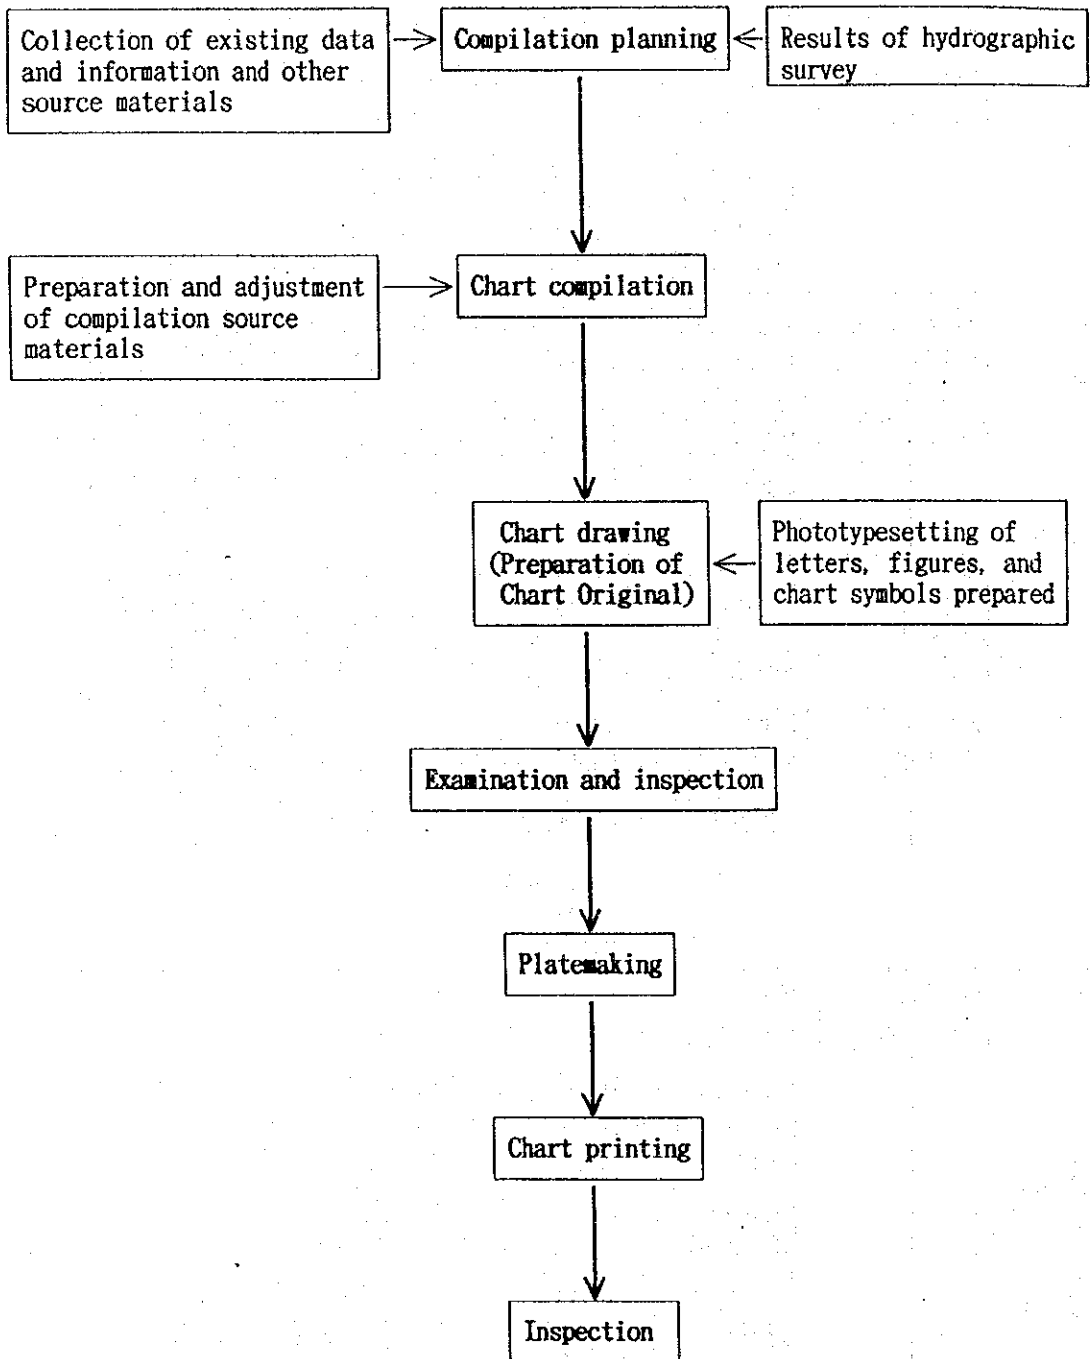 Collection of existing data
and information and other
source materials
Compilation planning
Results of hydrographic
survey
Preparation and adjustment
of compilation source
materials
Chart compilation
Chart drawing
(Preparation of
Chart Original)
Phototypesetting of
letters, figures, and
chart symbols prepared
Examination and inspection
Platemaking
Chart printing
Inspection